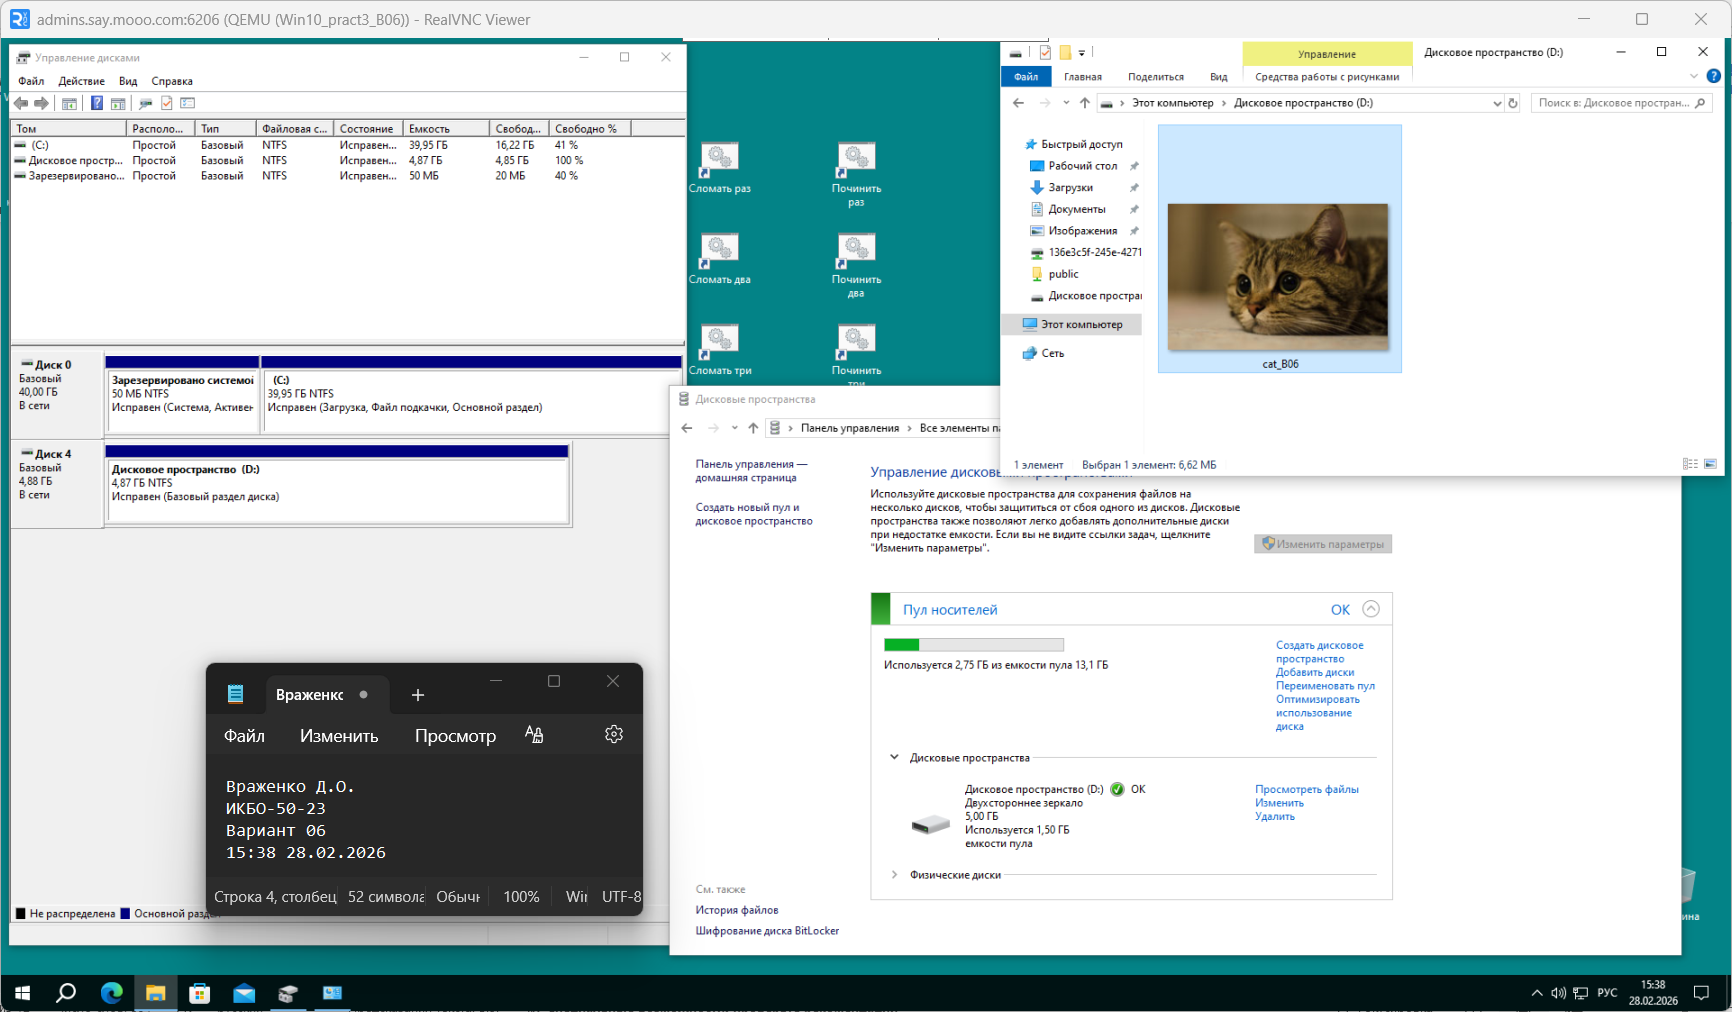 admins.say.mooo.com:6206 (QEMU (Win10_pract3_B06)) - RealVNC Viewer
Управление дисками
Файл Действие Вид Справка
Том Располо... Тип Файловая с... Состояние Емкость Свобод... Свободно %
(C:) Простой Базовый NTFS Исправен... 39,95 ГБ 16,22 ГБ 41 %
Дисковое простр... Простой Базовый NTFS Исправен... 4,87 ГБ 4,85 ГБ 100 %
Зарезервировано... Простой Базовый NTFS Исправен... 50 МБ 20 МБ 40 %
Диск 0
Базовый
40,00 ГБ
В сети
Зарезервировано системой
50 МБ NTFS
Исправен (Система, Активен
(C:)
39,95 ГБ NTFS
Исправен (Загрузка, Файл подкачки, Основной раздел)
Диск 4
Базовый
4,88 ГБ
В сети
Дисковое пространство (D:)
4,87 ГБ NTFS
Исправен (Базовый раздел диска)
Не распределена Основной разде
Сломать раз
Починить
раз
Сломать два
Починить
два
Сломать три
Починить
три
Управление
Дисковое пространство (D:)
Файл Главная Поделиться Вид Средства работы с рисунками
Этот компьютер Дисковое пространство (D:)
Поиск в: Дисковое простран...
Быстрый доступ
Рабочий стол
Загрузки
Документы
Изображения
136e3c5f-245e-4271
public
Дисковое простра
Этот компьютер
Сеть
cat_B06
1 элемент Выбран 1 элемент: 6,62 МБ
Дисковые пространства
Панель управления Все элементы па
Панель управления —
домашняя страница
Создать новый пул и
дисковое пространство
Управление дисковыми пространствами
Используйте дисковые пространства для сохранения файлов на
несколько дисков, чтобы защититься от сбоя одного из дисков. Дисковые
пространства также позволяют легко добавлять дополнительные диски
при недостатке емкости. Если вы не видите ссылки задач, щелкните
"Изменить параметры".
Изменить параметры
Пул носителей OK
Используется 2,75 ГБ из емкости пула 13,1 ГБ
Создать дисковое
пространство
Добавить диски
Переименовать пул
Оптимизировать
использование
диска
Дисковые пространства
Дисковое пространство (D:) OK
Двухстороннее зеркало
5,00 ГБ
Используется 1,50 ГБ
емкости пула
Просмотреть файлы
Изменить
Удалить
Физические диски
См. также
История файлов
Шифрование диска BitLocker
Враженкс
Файл Изменить Просмотр
Враженко Д.О.
ИКБО-50-23
Вариант 06
15:38 28.02.2026
Строка 4, столбец 52 символа Обычн 100% Win UTF-8
РУС
15:38
28.02.2026